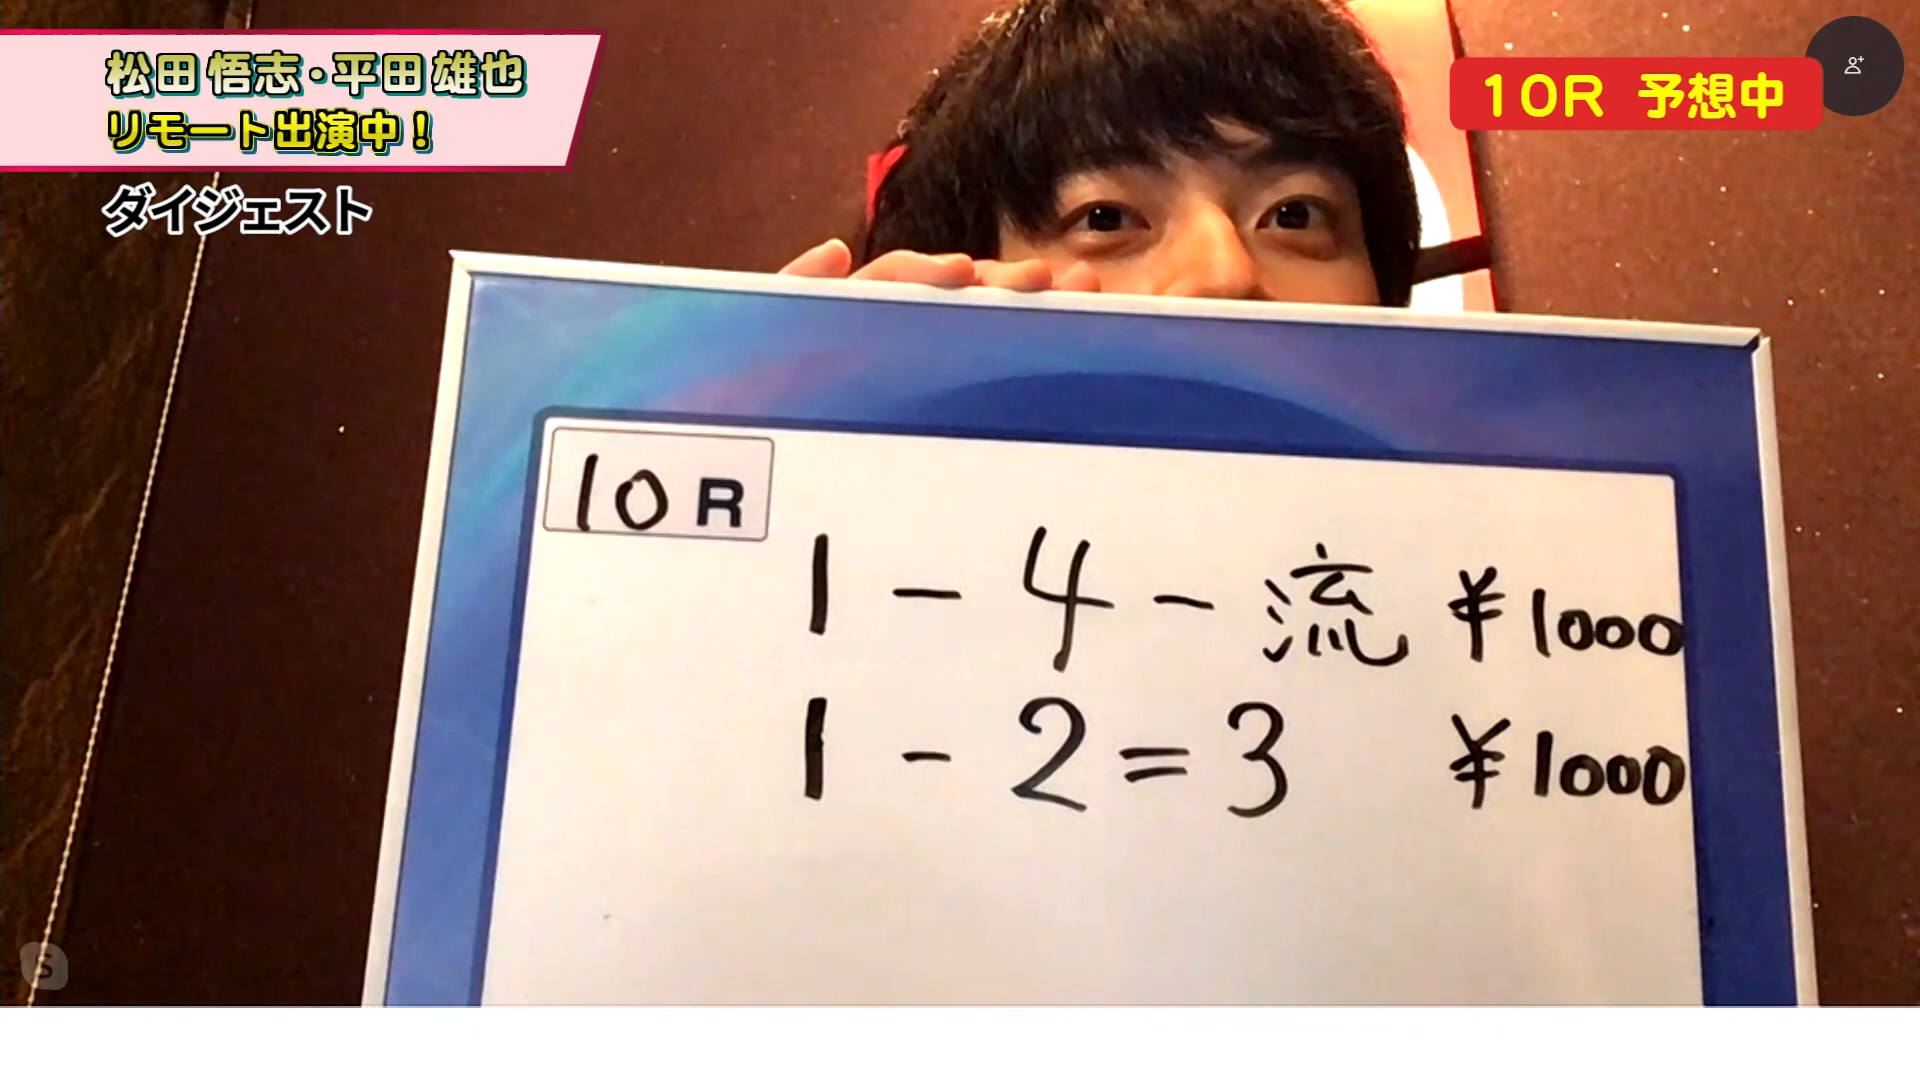 松田悟志・平田雄也
リモート出演中!
ダイジェスト
10R 予想中
10R
1-4-流 ¥1000
1-2=3 ¥1000
S